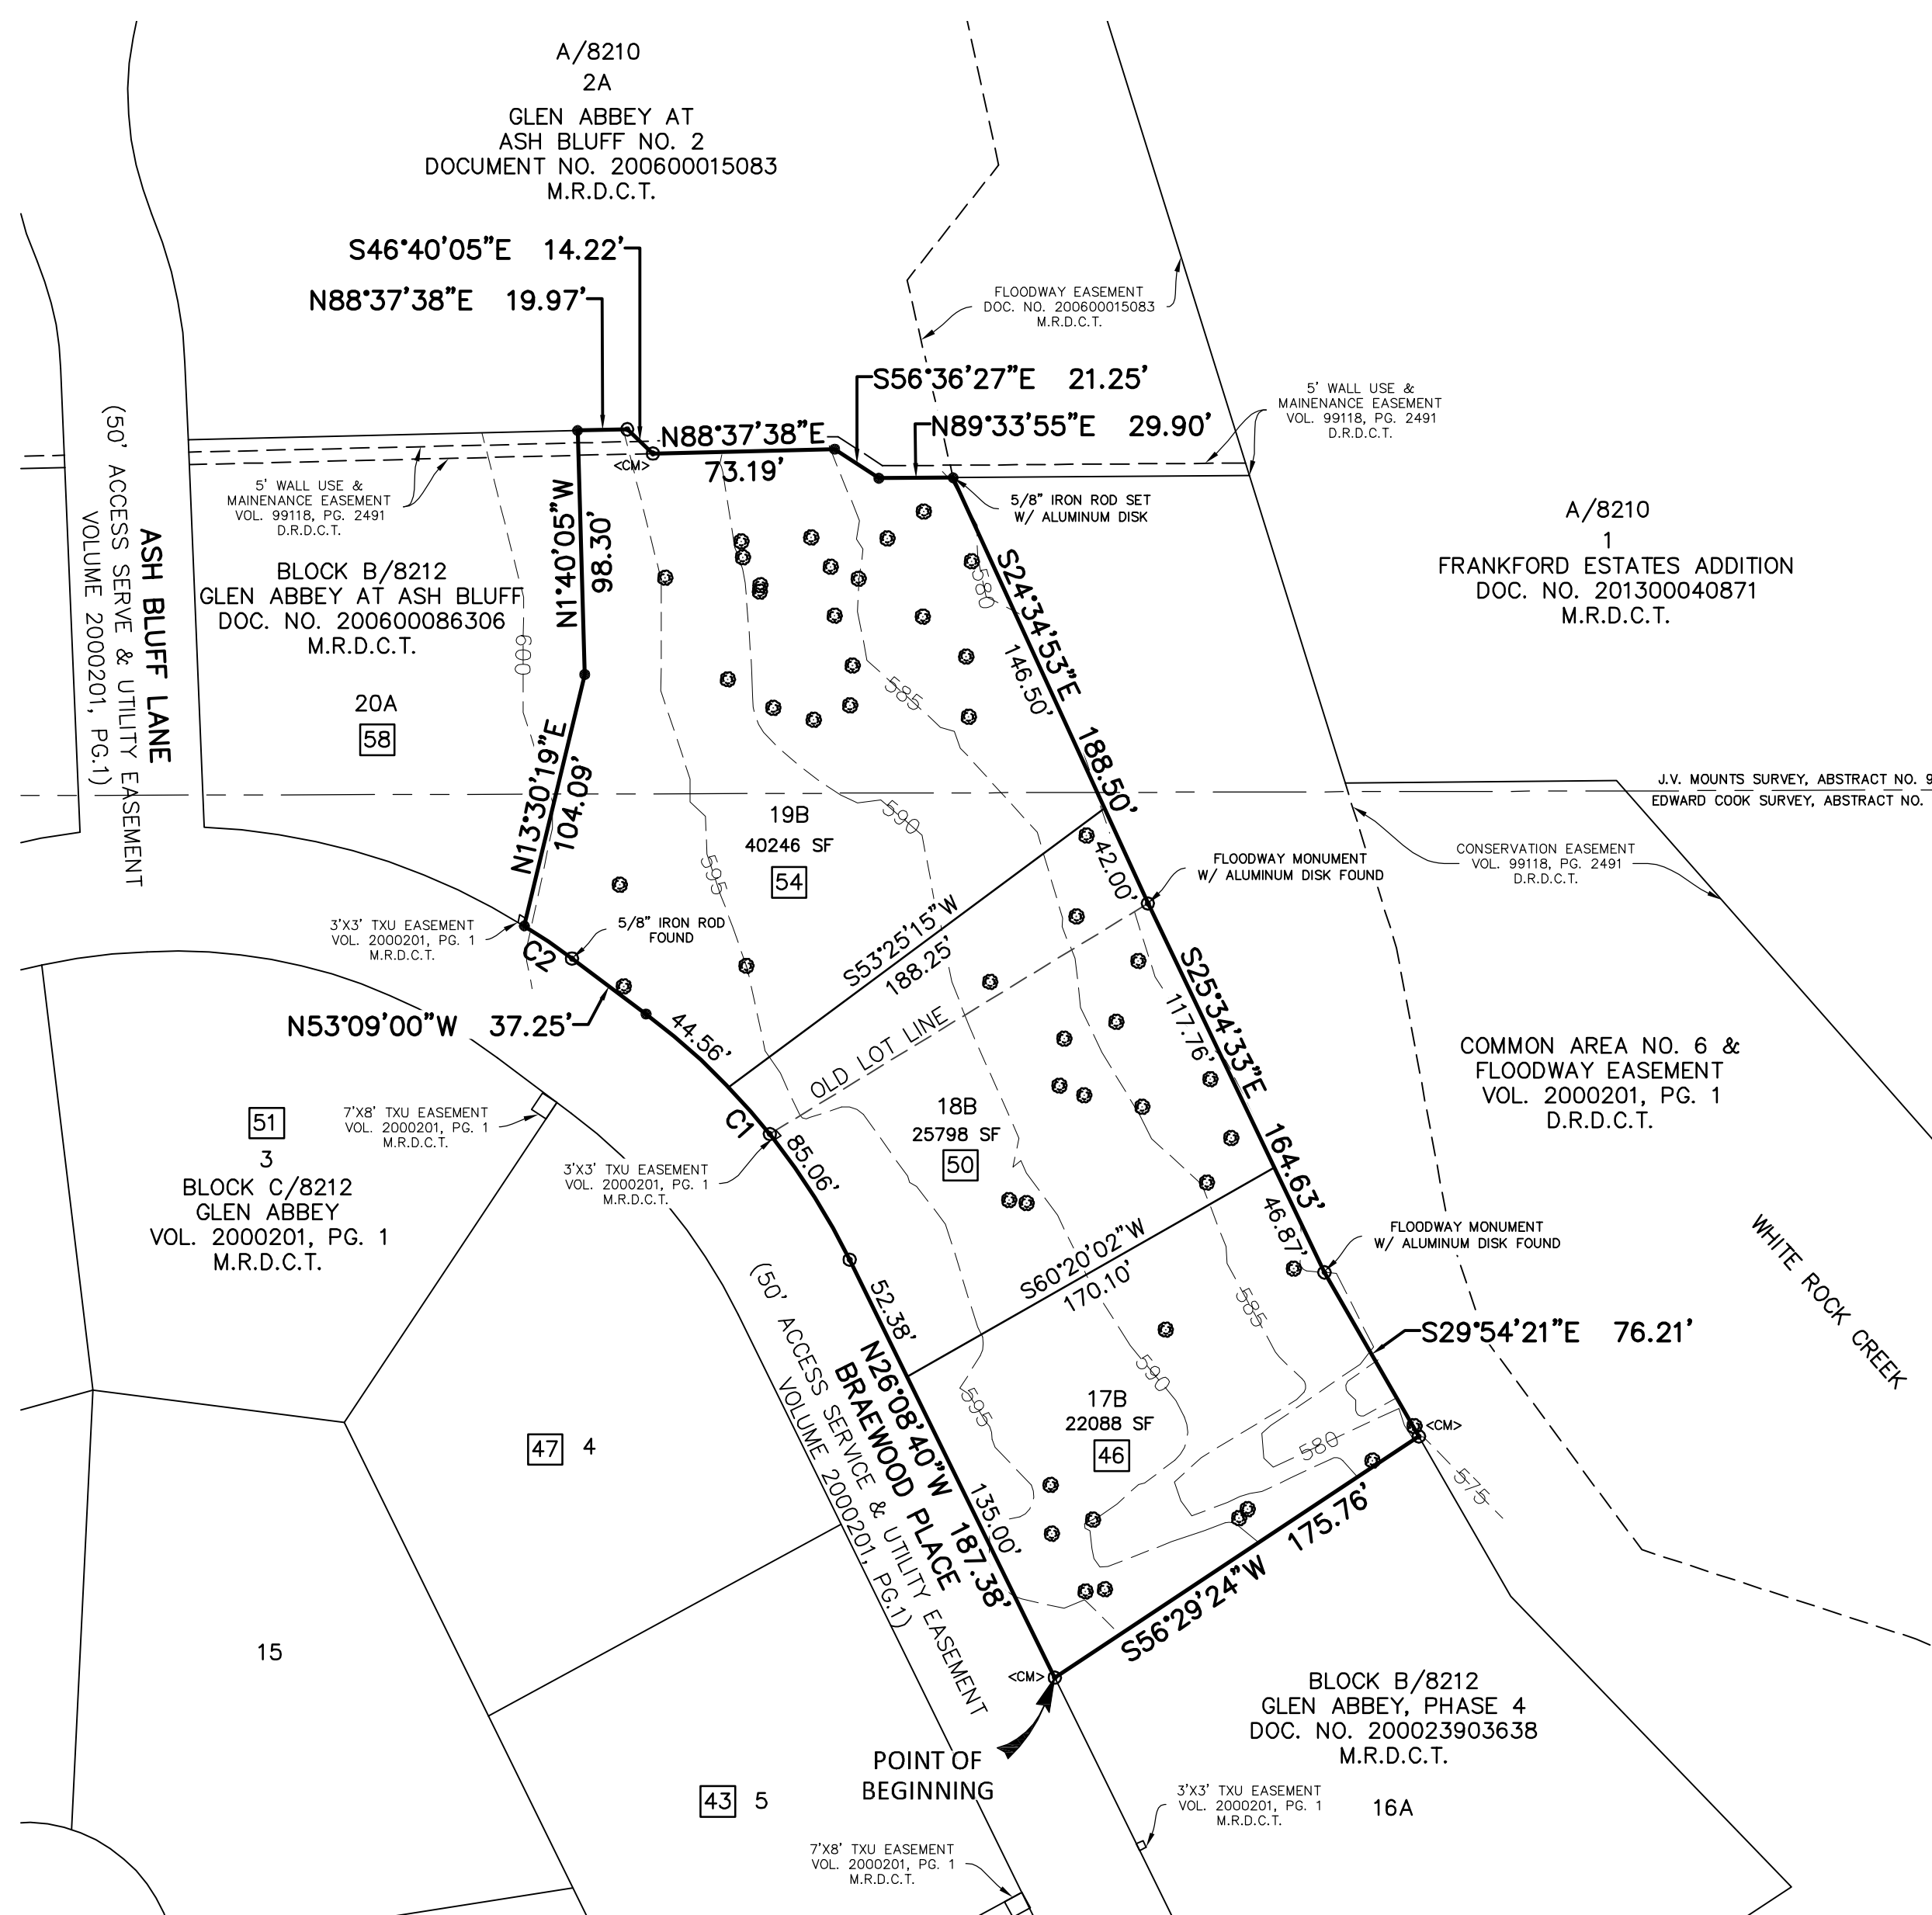 A/8210
2A
GLEN ABBEY AT
ASH BLUFF NO. 2
DOCUMENT NO. 200600015083
M.R.D.C.T.
S46°40'05"E 14.22'
N88°37'38"E 19.97'
FLOODWAY EASEMENT
DOC. NO. 200600015083
M.R.D.C.T.
S56°36'27"E 21.25'
N89°33'55"E 29.90'
5' WALL USE &
MAINENANCE EASEMENT
VOL. 99118, PG. 2491
D.R.D.C.T.
N88°37'38"E
73.19'
<CM>
5' WALL USE &
MAINENANCE EASEMENT
VOL. 99118, PG. 2491
D.R.D.C.T.
5/8" IRON ROD SET
W/ ALUMINUM DISK
A/8210
1
FRANKFORD ESTATES ADDITION
DOC. NO. 201300040871
M.R.D.C.T.
ASH BLUFF LANE
(50' ACCESS SERVE & UTILITY EASEMENT
VOLUME 2000201, PG.1)
BLOCK B/8212
GLEN ABBEY AT ASH BLUFF
DOC. NO. 200600086306
M.R.D.C.T.
20A
58
N1°40'05"W
98.30'
600
580
S24°34'53"E 188.50'
146.50'
585
N13°30'19"E
104.09'
J.V. MOUNTS SURVEY, ABSTRACT NO. 9
EDWARD COOK SURVEY, ABSTRACT NO.
19B
40246 SF
54
590
595
42.00'
FLOODWAY MONUMENT
W/ ALUMINUM DISK FOUND
CONSERVATION EASEMENT
VOL. 99118, PG. 2491
D.R.D.C.T.
3'X3' TXU EASEMENT
VOL. 2000201, PG. 1
M.R.D.C.T.
5/8" IRON ROD
FOUND
C2
S53°25'15"W
188.25'
N53°09'00"W 37.25'
44.56'
OLD LOT LINE
S25°34'33"E 164.63'
117.76'
COMMON AREA NO. 6 &
FLOODWAY EASEMENT
VOL. 2000201, PG. 1
D.R.D.C.T.
51
3
BLOCK C/8212
GLEN ABBEY
VOL. 2000201, PG. 1
M.R.D.C.T.
7'X8' TXU EASEMENT
VOL. 2000201, PG. 1
M.R.D.C.T.
C1
85.06'
3'X3' TXU EASEMENT
VOL. 2000201, PG. 1
M.R.D.C.T.
18B
25798 SF
50
46.87'
FLOODWAY MONUMENT
W/ ALUMINUM DISK FOUND
WHITE ROCK CREEK
S60°20'02"W
170.10'
52.38'
585
S29°54'21"E 76.21'
N26°08'40"W 187.38'
BRAEWOOD PLACE
(50' ACCESS SERVICE & UTILITY EASEMENT
VOLUME 2000201, PG.1)
590
595
17B
22088 SF
46
<CM>
580
575
47 4
135.00'
S56°29'24"W 175.76'
15
<CM>
BLOCK B/8212
GLEN ABBEY, PHASE 4
DOC. NO. 200023903638
M.R.D.C.T.
POINT OF
BEGINNING
43 5
3'X3' TXU EASEMENT
VOL. 2000201, PG. 1
M.R.D.C.T.
16A
7'X8' TXU EASEMENT
VOL. 2000201, PG. 1
M.R.D.C.T.